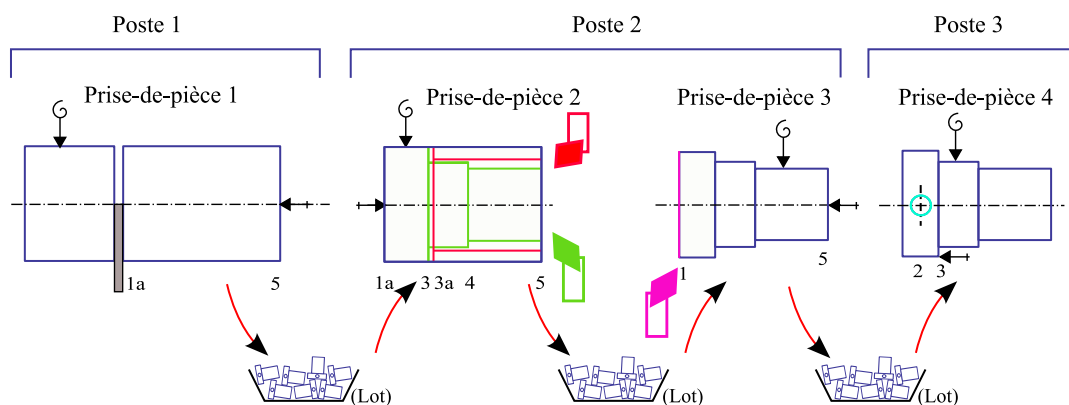 Poste 1
Poste 2
Poste 3
Prise-de-pièce 1
Prise-de-pièce 2
Prise-de-pièce 3
Prise-de-pièce 4
1a
5
1a
3
3a
4
5
1
5
2
3
(Lot)
(Lot)
(Lot)